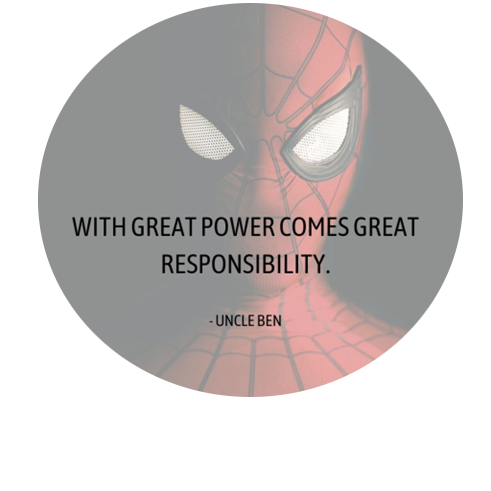 WITH GREAT POWER COMES GREAT
RESPONSIBILITY.
- UNCLE BEN